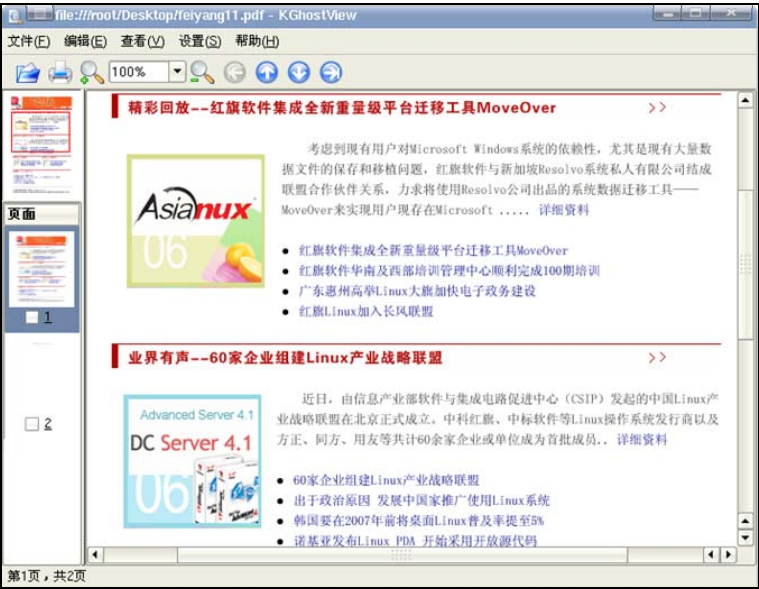 file:///root/Desktop/feiyang11.pdf - KGhostView
文件(F) 编辑(E) 查看(V) 设置(S) 帮助(H)
100%
页面
1
2
精彩回放--红旗软件集成全新重量级平台迁移工具MoveOver >>
考虑到现有用户对Microsoft Windows系统的依赖性，尤其是现有大量数
据文件的保存和移植问题，红旗软件与新加坡Resolvo系统私人有限公司结成
联盟合作伙伴关系，力求将使用Resolvo公司出品的系统数据迁移工具——
MoveOver来实现用户现存在Microsoft ..... 详细资料
Asianux
06
● 红旗软件集成全新重量级平台迁移工具MoveOver
● 红旗软件华南及西部培训管理中心顺利完成100期培训
● 广东惠州高举Linux大旗加快电子政务建设
● 红旗Linux加入长风联盟
业界有声--60家企业组建Linux产业战略联盟 >>
近日，由信息产业部软件与集成电路促进中心（CSIP）发起的中国Linux产
业战略联盟在北京正式成立。中科红旗、中标软件等Linux操作系统发行商以及
方正、同方、用友等共计60余家企业或单位成为首批成员.. 详细资料
Advanced Server 4.1
DC Server 4.1
06
● 60家企业组建Linux产业战略联盟
● 出于政治原因 发展中国家推广使用Linux系统
● 韩国要在2007年前将桌面Linux普及率提至5%
● 诺基亚发布Linux PDA 开始采用开放源代码
第1页，共2页